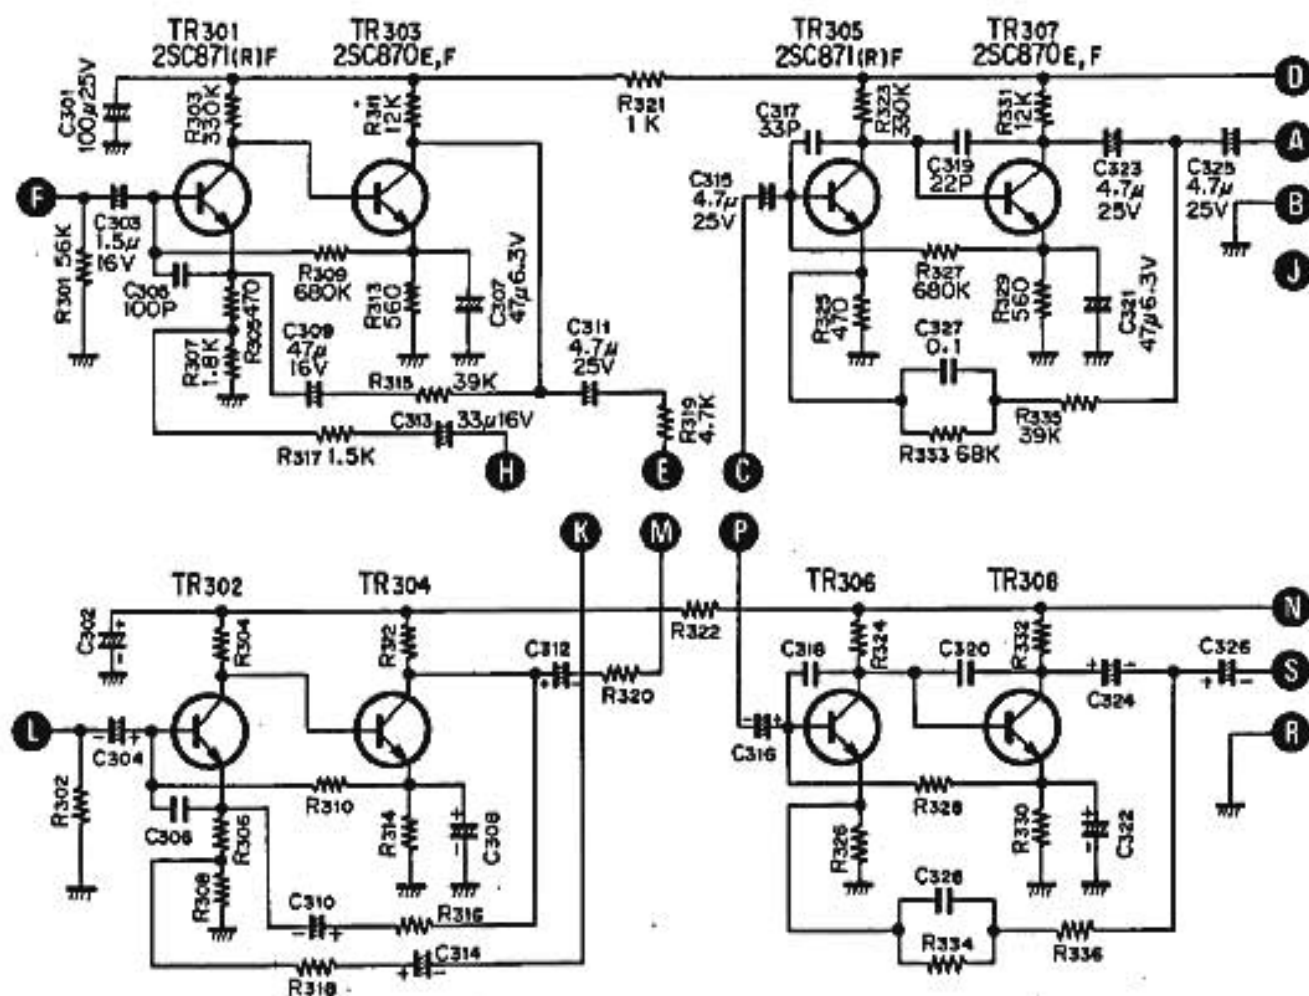 TR301 TR303 TR305 TR307
2SC871(R)F 2SC870E,F 2SC871(R)F 2SC870E,F
C301
100μ25V
R303
330K
R311
12K
R321
1K
C317
33P
R323
330K
R331
12K
D
C319
22P
C323
4.7μ
25V
C325
4.7μ
25V
A
F
C303
1.5μ
16V
R301 56K
C315
4.7μ
25V
B
J
C305
100P
R309
680K
R313
560
C307
47μ6.3V
R305 470
R307
1.8K
C309
47μ
16V
R315
39K
C311
4.7μ
25V
R327
680K
R325
470
C327
0.1
R329
560
C321
47μ6.3V
C313
33μ16V
R317 1.5K
R319
4.7K
R333 68K
R335
39K
H
E
C
K
M
P
TR302 TR304 TR306 TR308
C302
+
-
R304
R312
R322
C318
R324
C320
R332
N
C312
+
-
R320
+
-
C324
C326
+
-
S
L
-
+
C304
R302
-
+
C316
R
C306
R306
R310
R314
+
-
C308
R308
R328
R326
R330
+
-
C322
C310
-
+
R316
C328
R334
R336
R318
C314
+
-